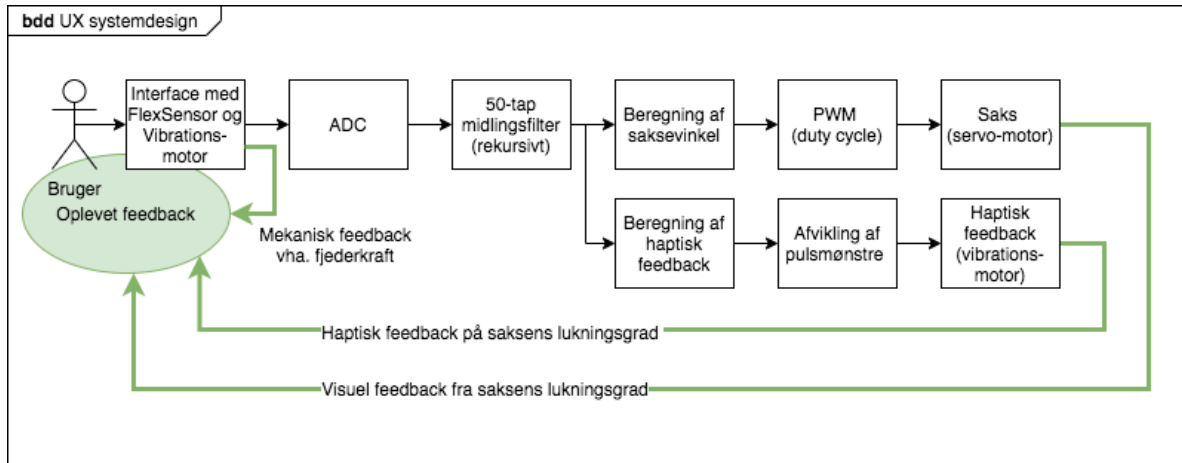 bdd UX systemdesign
Interface med
FlexSensor og
Vibrations-
motor
ADC
50-tap
midlingsfilter
(rekursivt)
Beregning af
saksevinkel
PWM
(duty cycle)
Saks
(servo-motor)
Bruger
Oplevet feedback
Mekanisk feedback
vha. fjederkraft
Beregning af
haptisk
feedback
Afvikling af
pulsmønstre
Haptisk
feedback
(vibrations-
motor)
Haptisk feedback på saksens lukningsgrad
Visuel feedback fra saksens lukningsgrad